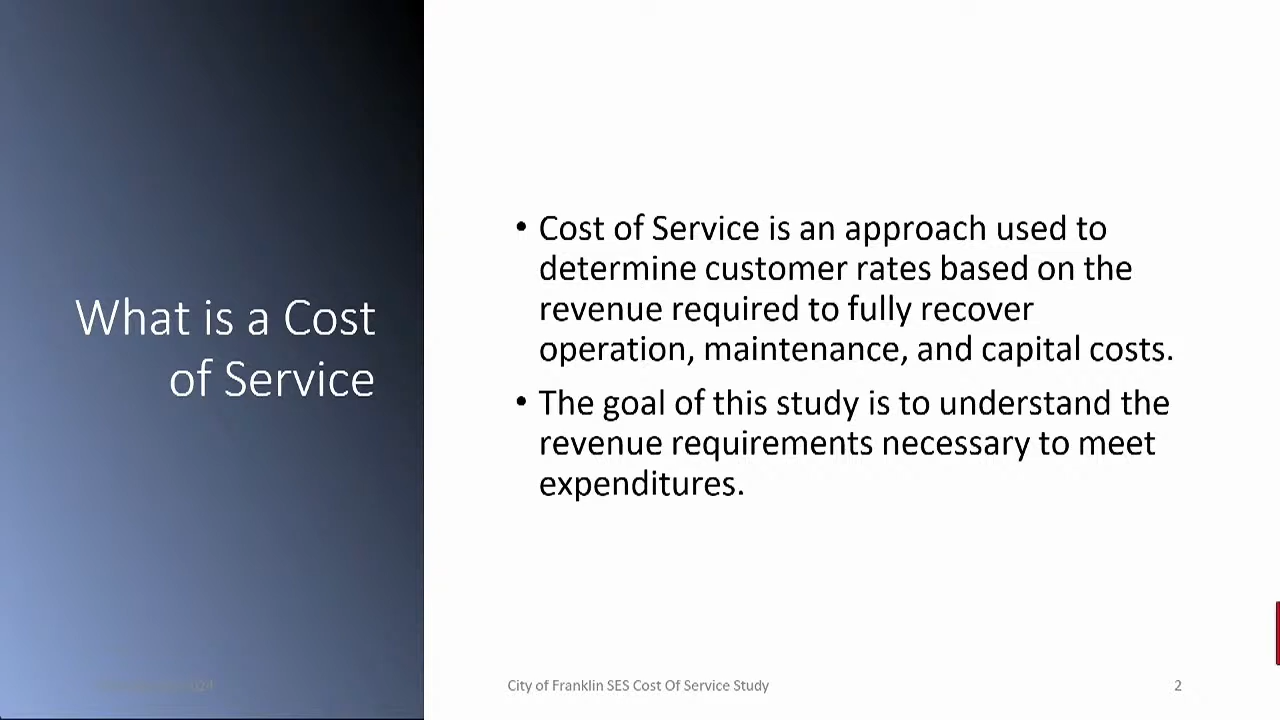 What is a Cost
of Service
• Cost of Service is an approach used to
determine customer rates based on the
revenue required to fully recover
operation, maintenance, and capital costs.
• The goal of this study is to understand the
revenue requirements necessary to meet
expenditures.
City of Franklin SES Cost Of Service Study
2